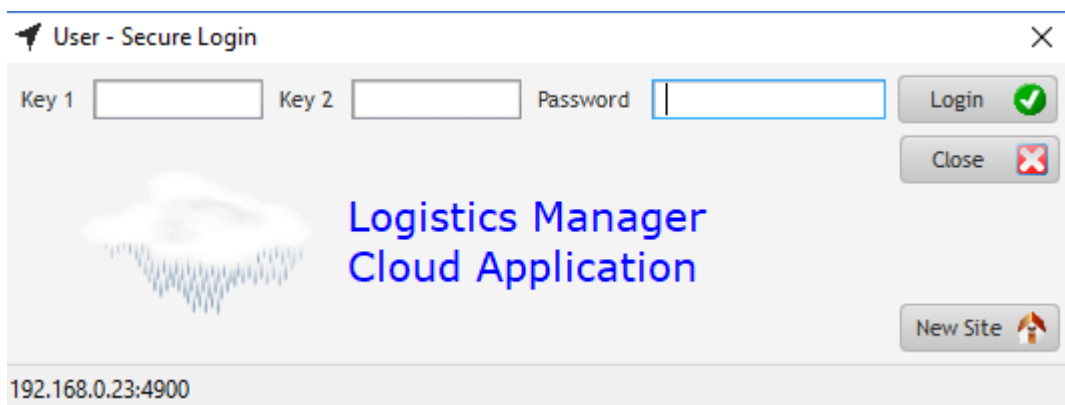 User - Secure Login
Key 1 Key 2 Password Login
Close
Logistics Manager
Cloud Application
New Site
192.168.0.23:4900